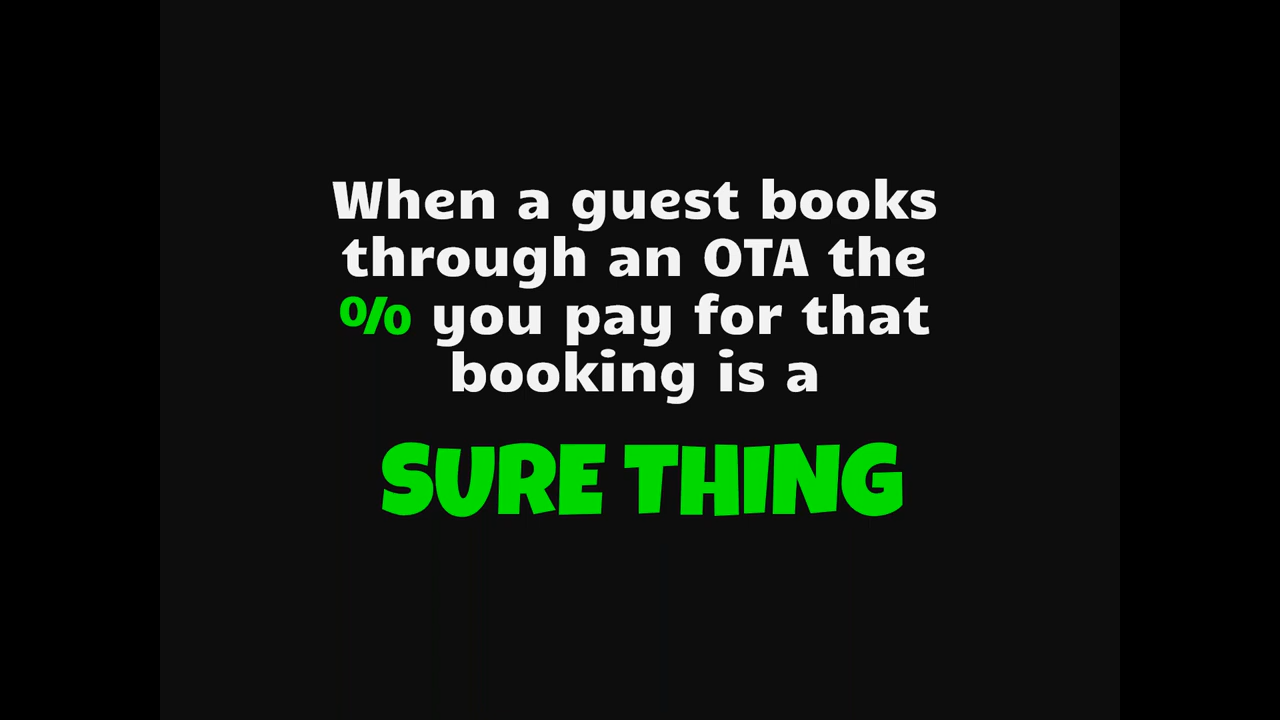 When a guest books
through an OTA the
% you pay for that
booking is a
SURE THING